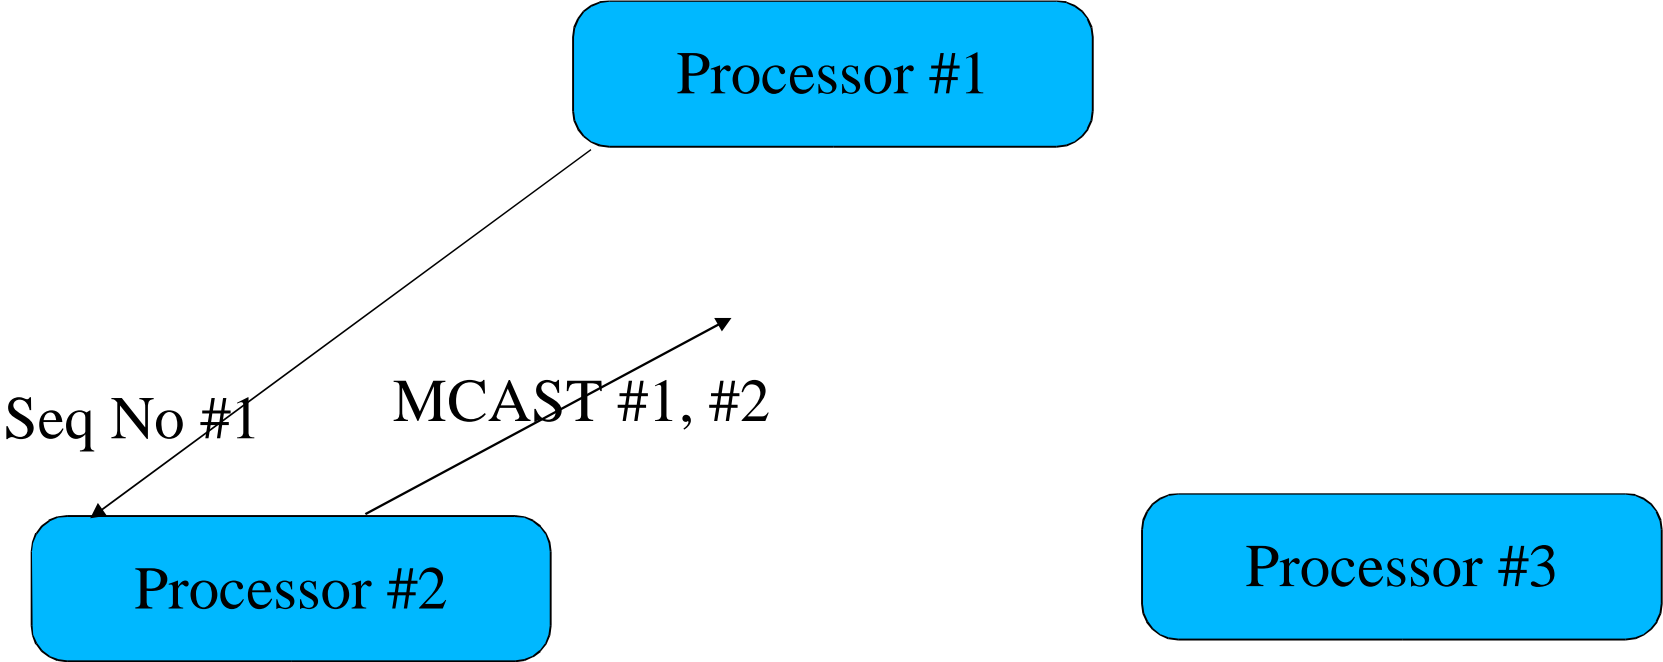 Processor #1
Seq No #1
MCAST #1, #2
Processor #2
Processor #3